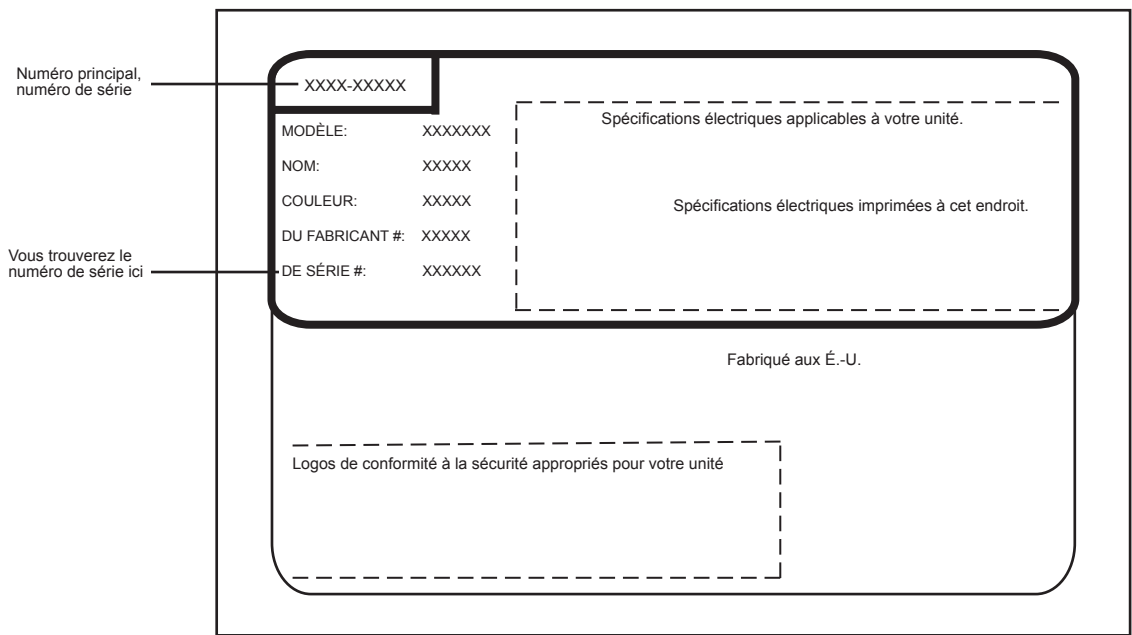 Numéro principal,
numéro de série
XXXX-XXXXX
MODÈLE: XXXXXXX
NOM: XXXXX
COULEUR: XXXXX
DU FABRICANT #: XXXXX
Vous trouverez le
numéro de série ici
DE SÉRIE #: XXXXXX
Spécifications électriques applicables à votre unité.
Spécifications électriques imprimées à cet endroit.
Fabriqué aux É.-U.
Logos de conformité à la sécurité appropriés pour votre unité